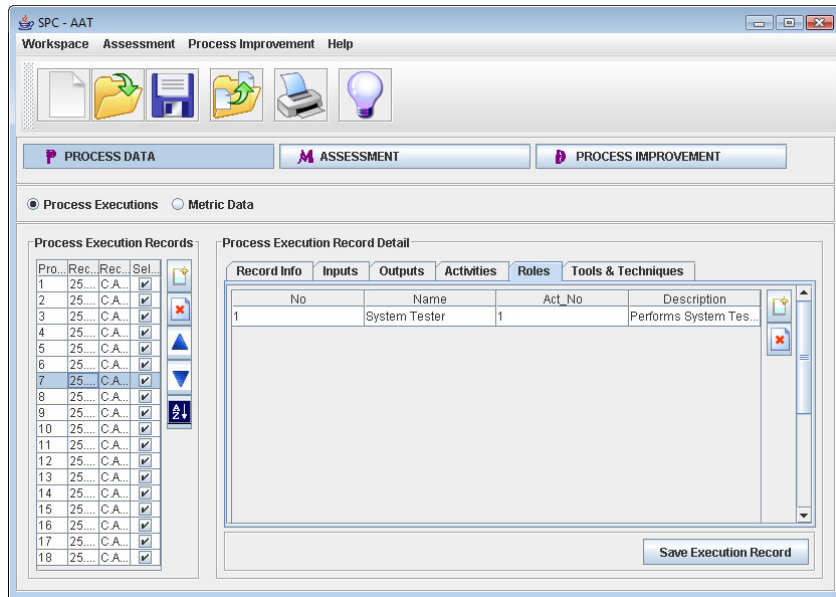 SPC - AAT
Workspace Assessment Process Improvement Help
P PROCESS DATA M ASSESSMENT PROCESS IMPROVEMENT
Process Executions Metric Data
Process Execution Records Process Execution Record Detail
Record Info Inputs Outputs Activities Roles Tools & Techniques
Pro... Rec... Rec... Sel...
No Name Act_No Description
1 System Tester 1 Performs System Tes...
1 25.... C.A...
2 25.... C.A...
3 25.... C.A...
4 25.... C.A...
5 25.... C.A...
6 25.... C.A...
7 25.... C.A...
8 25.... C.A...
9 25.... C.A...
10 25.... C.A...
11 25.... C.A...
12 25.... C.A...
13 25.... C.A...
14 25.... C.A...
15 25.... C.A...
16 25.... C.A...
17 25.... C.A...
18 25.... C.A...
A
Z
Save Execution Record